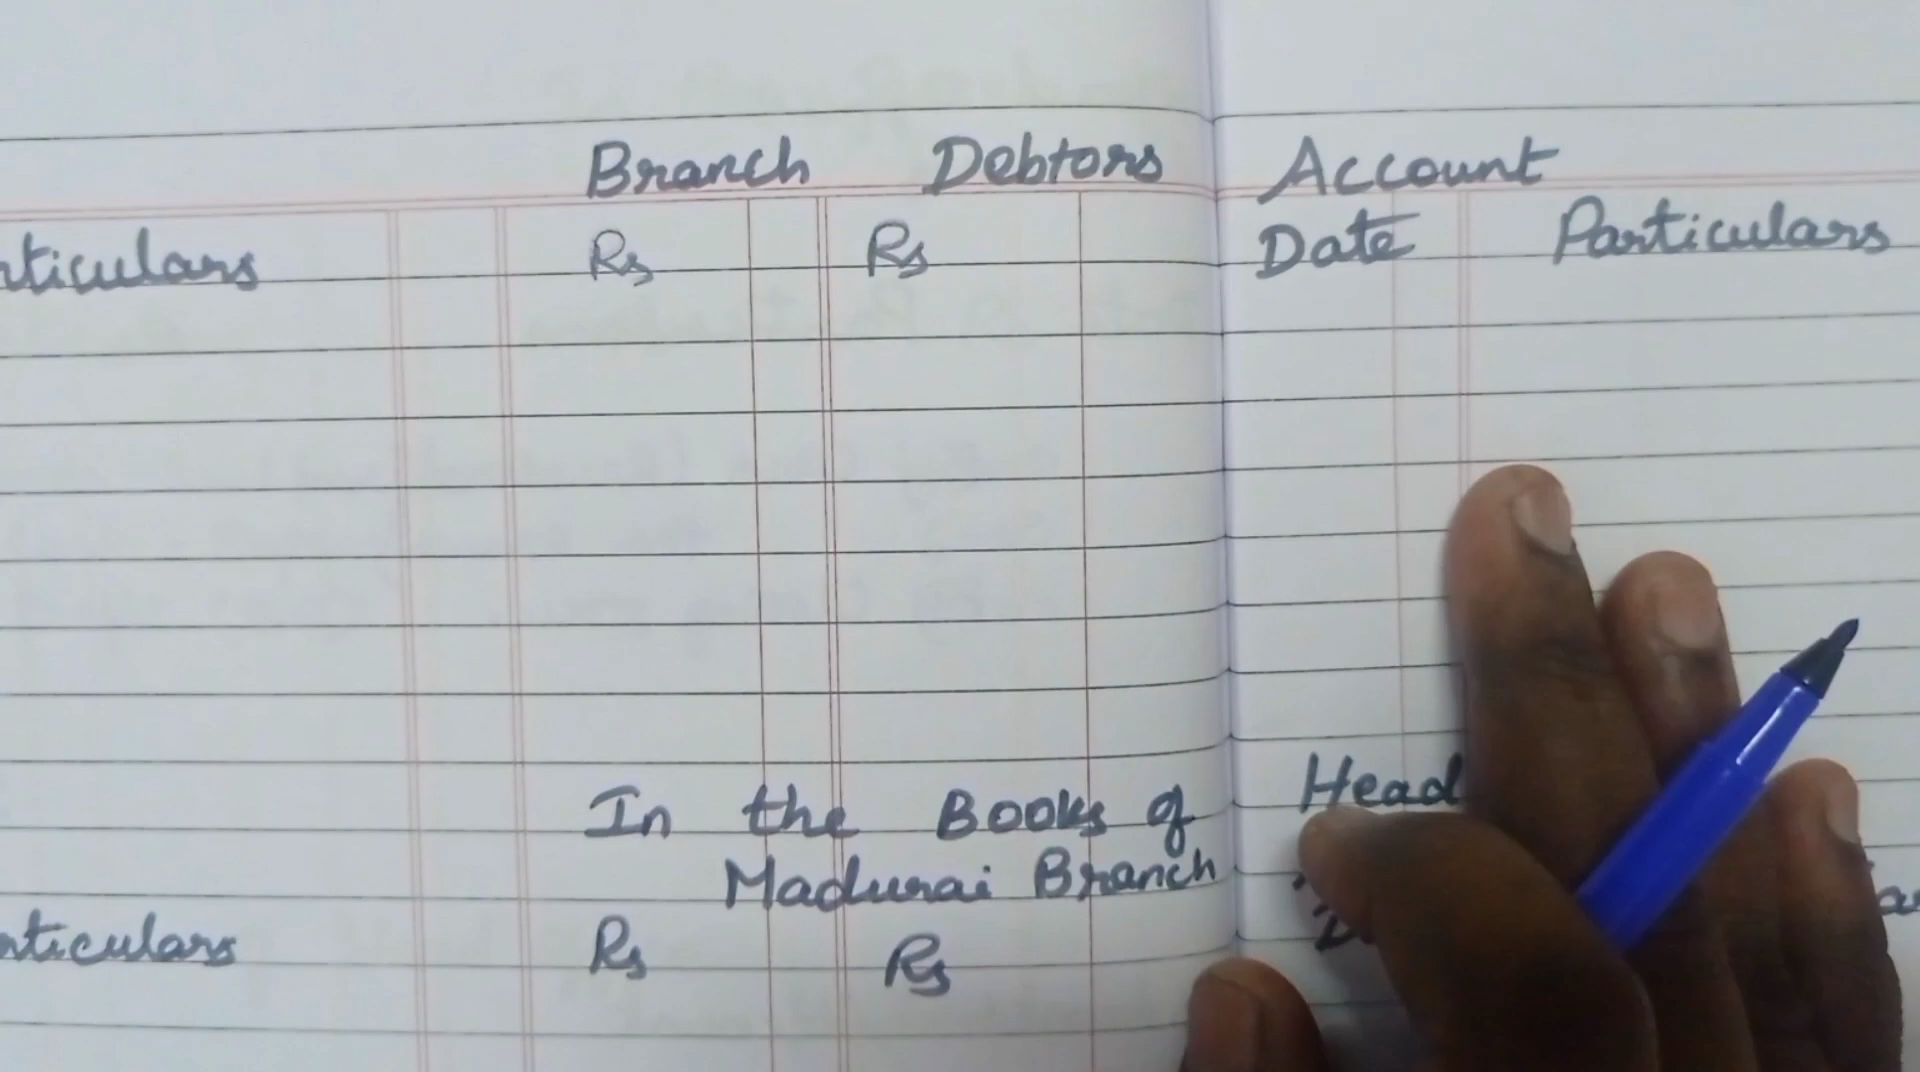 Branch Debtors Account
rticulars Rs Rs Date Particulars
In the Books of Head
Madurai Branch
rticulars Rs Rs